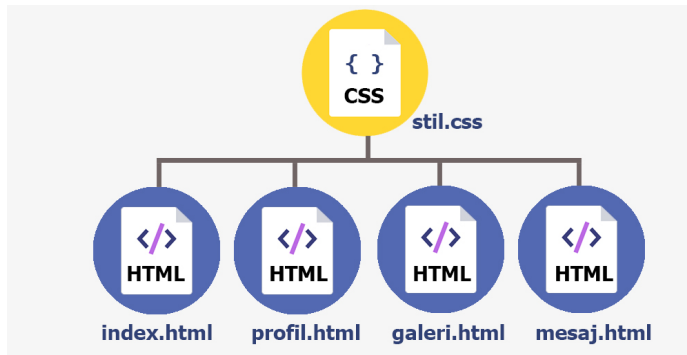 { }
CSS
stil.css
</> </> </> </>
HTML HTML HTML HTML
index.html profil.html galeri.html mesaj.html